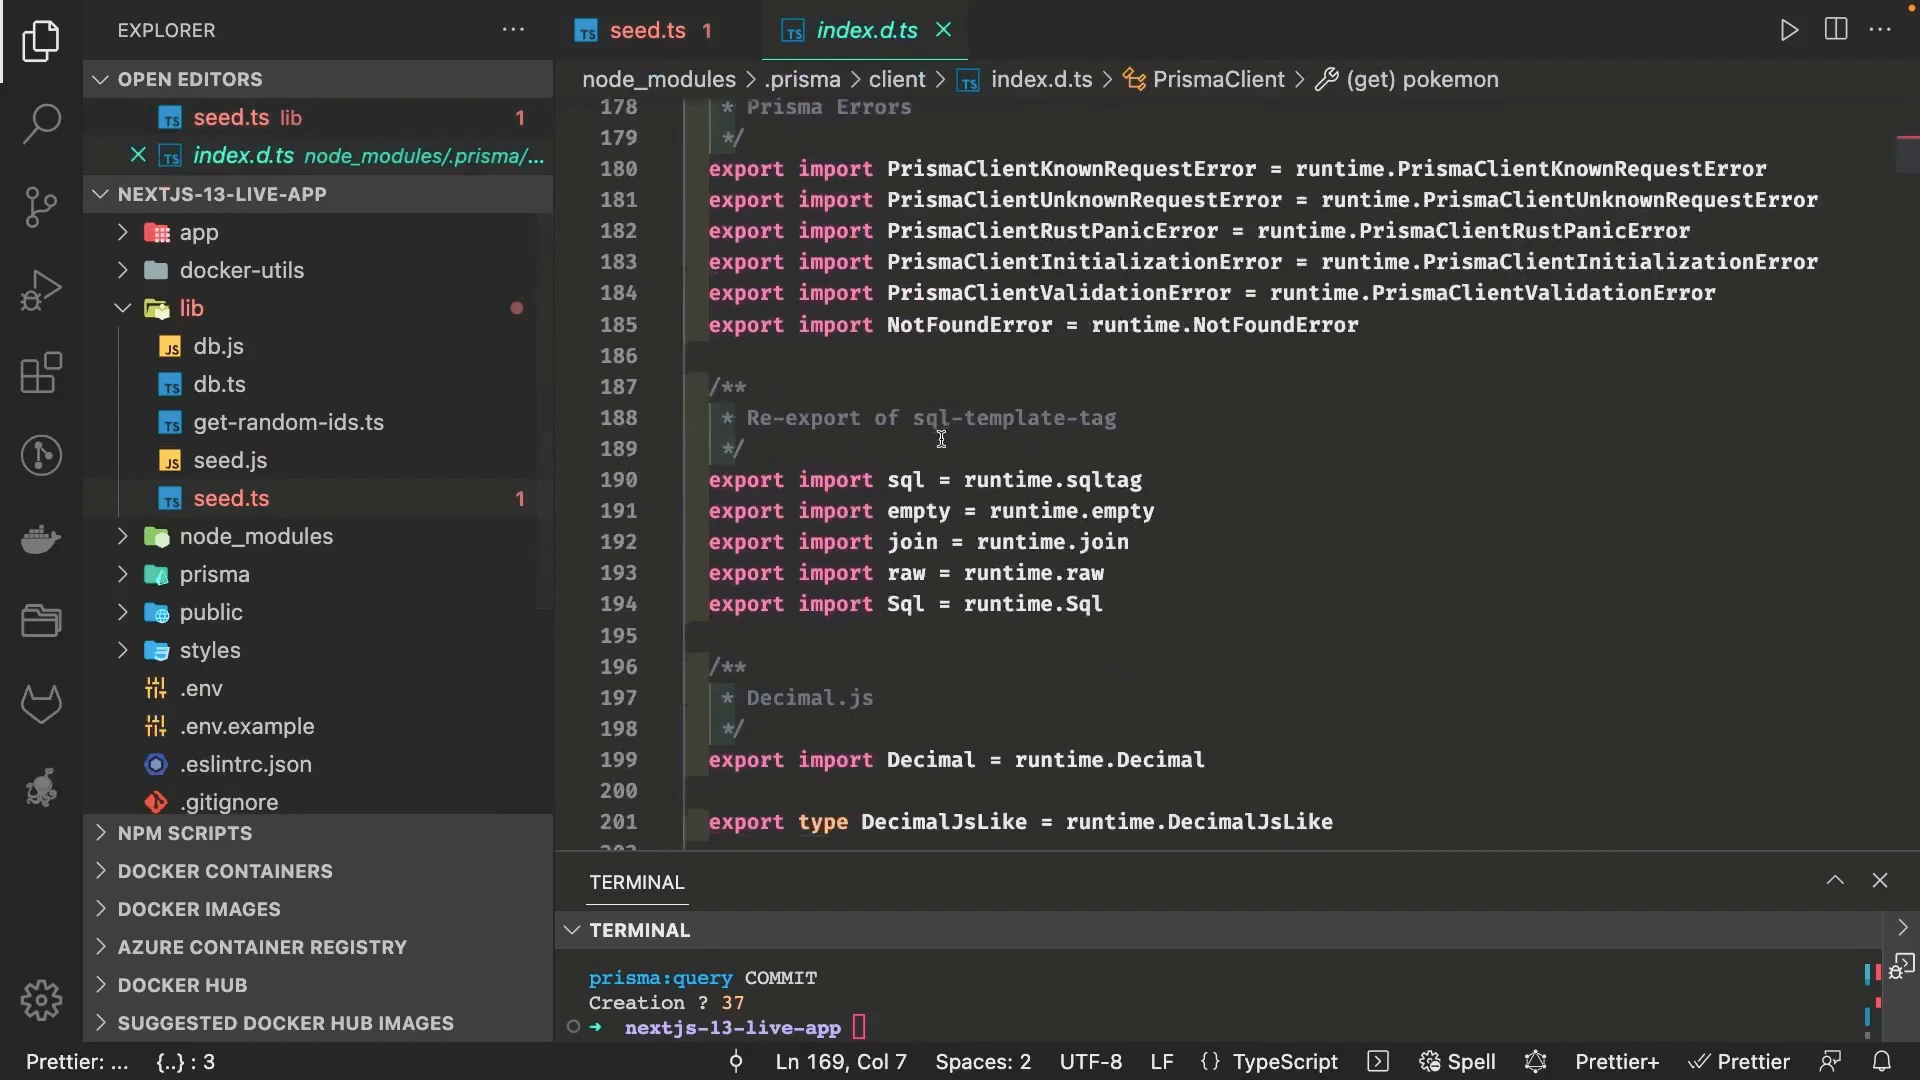 EXPLORER
OPEN EDITORS
TS seed.ts lib 1
TS index.d.ts node_modules/.prisma/...
NEXTJS-13-LIVE-APP
app
docker-utils
lib
JS db.js
TS db.ts
TS get-random-ids.ts
JS seed.js
TS seed.ts 1
node_modules
prisma
public
styles
.env
.env.example
.eslintrc.json
.gitignore
NPM SCRIPTS
DOCKER CONTAINERS
DOCKER IMAGES
AZURE CONTAINER REGISTRY
DOCKER HUB
SUGGESTED DOCKER HUB IMAGES
TS seed.ts 1
TS index.d.ts
node_modules > .prisma > client > TS index.d.ts > PrismaClient > (get) pokemon
178 * Prisma Errors
179 */
180 export import PrismaClientKnownRequestError = runtime.PrismaClientKnownRequestError
181 export import PrismaClientUnknownRequestError = runtime.PrismaClientUnknownRequestError
182 export import PrismaClientRustPanicError = runtime.PrismaClientRustPanicError
183 export import PrismaClientInitializationError = runtime.PrismaClientInitializationError
184 export import PrismaClientValidationError = runtime.PrismaClientValidationError
185 export import NotFoundError = runtime.NotFoundError
186
187 /**
188 * Re-export of sql-template-tag
189 */
190 export import sql = runtime.sqltag
191 export import empty = runtime.empty
192 export import join = runtime.join
193 export import raw = runtime.raw
194 export import Sql = runtime.Sql
195
196 /**
197 * Decimal.js
198 */
199 export import Decimal = runtime.Decimal
200
201 export type DecimalJsLike = runtime.DecimalJsLike
TERMINAL
TERMINAL
prisma:query COMMIT
Creation ? 37
➜ nextjs-13-live-app
Prettier: ... {..} : 3 Ln 169, Col 7 Spaces: 2 UTF-8 LF {} TypeScript Spell Prettier+ Prettier